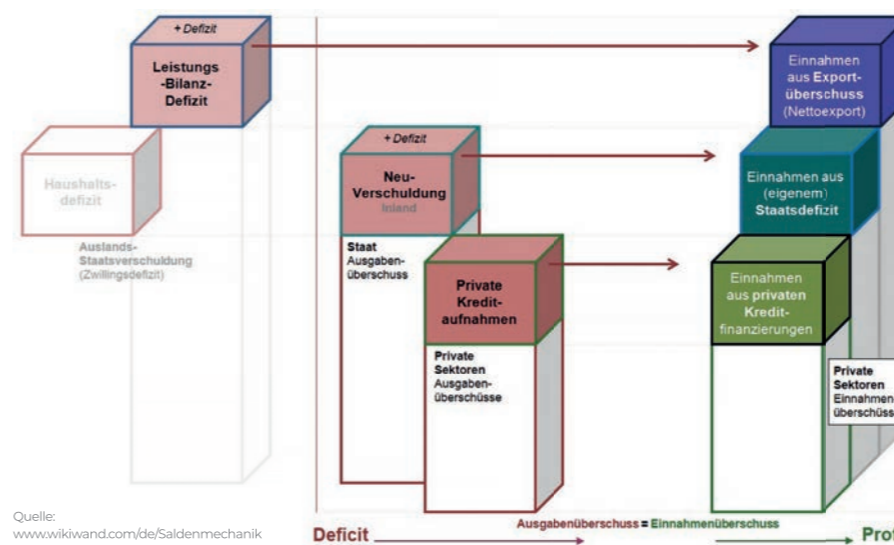 + Defizit
Leistungs
-Bilanz-
Defizit
Haushalts-
defizit
Auslands-
Staatsverschuldung
(Zwillingsdefizit)
+ Defizit
Neu-
Verschuldung
Inland
Staat
Ausgaben-
überschuss
Private
Kredit-
aufnahmen
Private
Sektoren
Ausgaben-
überschüsse
Einnahmen
aus Export-
überschuss
(Nettoexport)
Einnahmen aus
(eigenem)
Staatsdefizit
Einnahmen
aus privaten
Kredit-
finanzierungen
Private
Sektoren
Einnahmen
überschüss
Quelle:
www.wikiwand.com/de/Saldenmechanik
Deficit
Ausgabenüberschuss = Einnahmenüberschuss
Prof